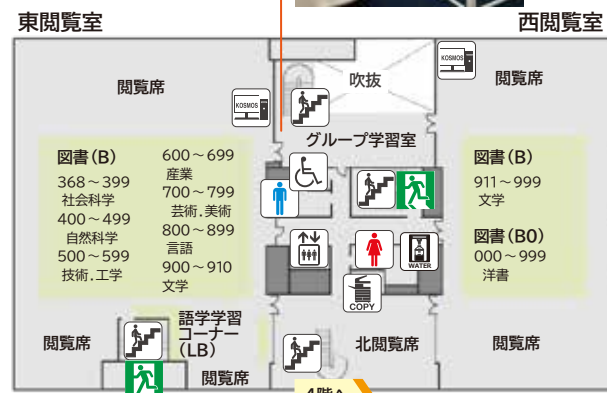 東閲覧室
西閲覧室
閲覧席
KOSMOS
吹抜
KOSMOS
閲覧席
グループ学習室
図書(B)
368～399
社会科学
400～499
自然科学
500～599
技術.工学
600～699
産業
700～799
芸術.美術
800～899
言語
900～910
文学
図書(B)
911～999
文学
図書(B0)
000～999
洋書
WATER
COPY
閲覧席
語学学習
コーナー
(LB)
閲覧席
北閲覧席
閲覧席
4階へ